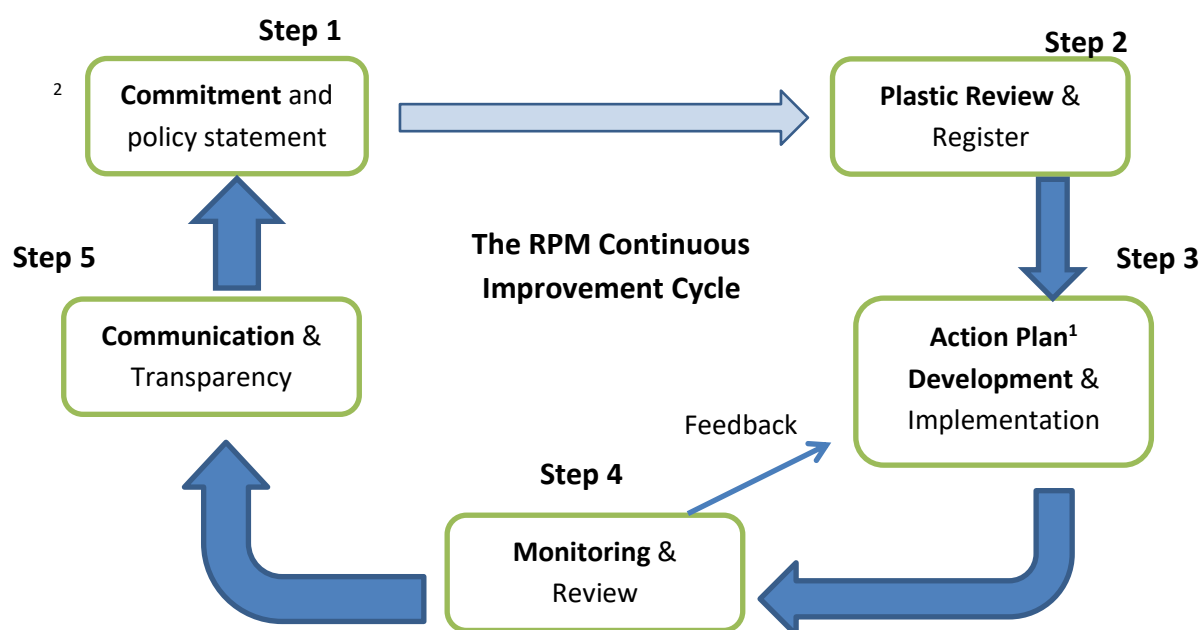 Step 1
Step 2
2
Commitment and
policy statement
Plastic Review &
Register
The RPM Continuous
Improvement Cycle
Step 5
Step 3
Communication &
Transparency
Action Plan1
Development &
Implementation
Feedback
Step 4
Monitoring &
Review